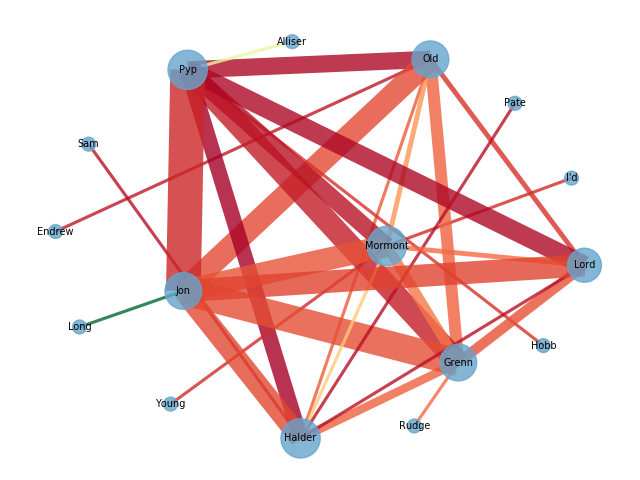 Alliser
Old
Pyp
Pate
Sam
I'd
Endrew
Mormont
Lord
Jon
Long
Hobb
Grenn
Young
Rudge
Halder